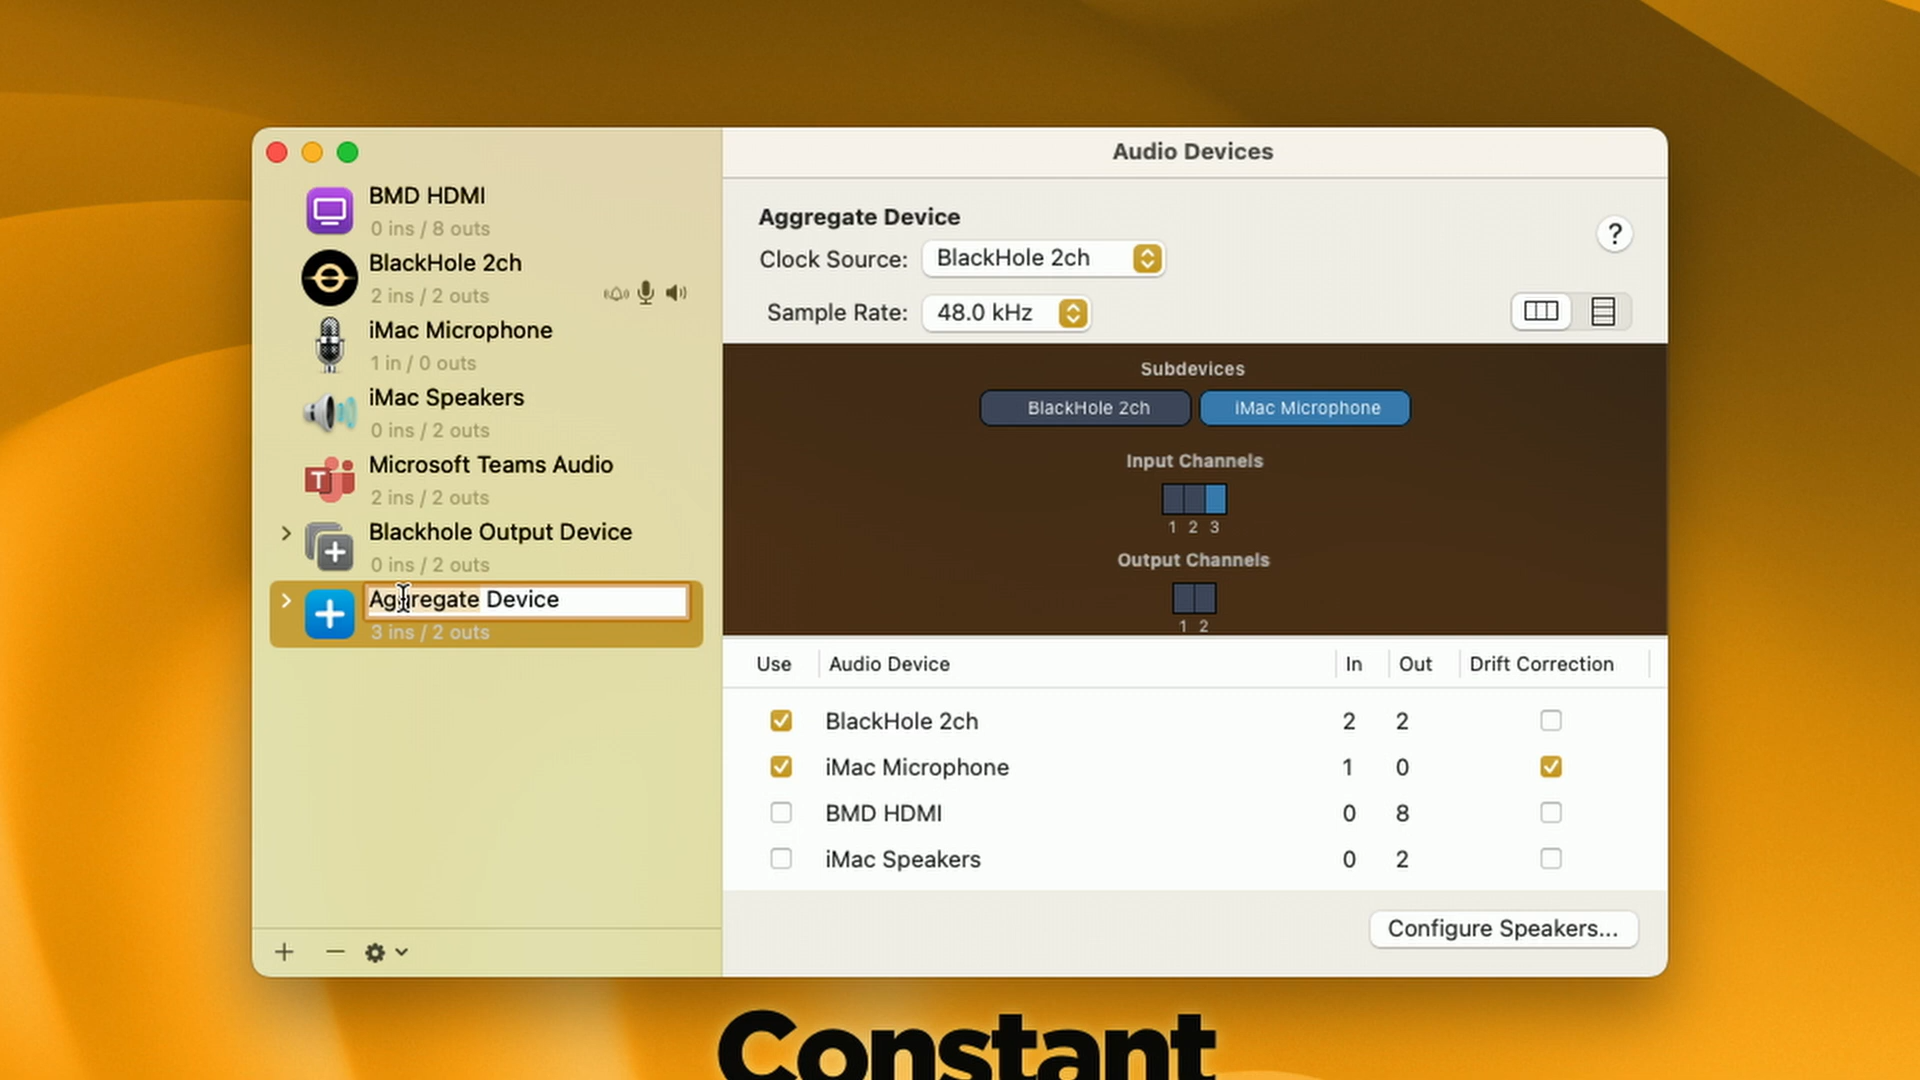 Audio Devices
BMD HDMI
0 ins / 8 outs
BlackHole 2ch
2 ins / 2 outs
iMac Microphone
1 in / 0 outs
iMac Speakers
0 ins / 2 outs
T
Microsoft Teams Audio
2 ins / 2 outs
Blackhole Output Device
0 ins / 2 outs
Aggregate Device
3 ins / 2 outs
Aggregate Device
?
Clock Source: BlackHole 2ch
Sample Rate: 48.0 kHz
Subdevices
BlackHole 2ch iMac Microphone
Input Channels
1 2 3
Output Channels
1 2
Use Audio Device In Out Drift Correction
BlackHole 2ch 2 2
iMac Microphone 1 0
BMD HDMI 0 8
iMac Speakers 0 2
Configure Speakers...
Constant